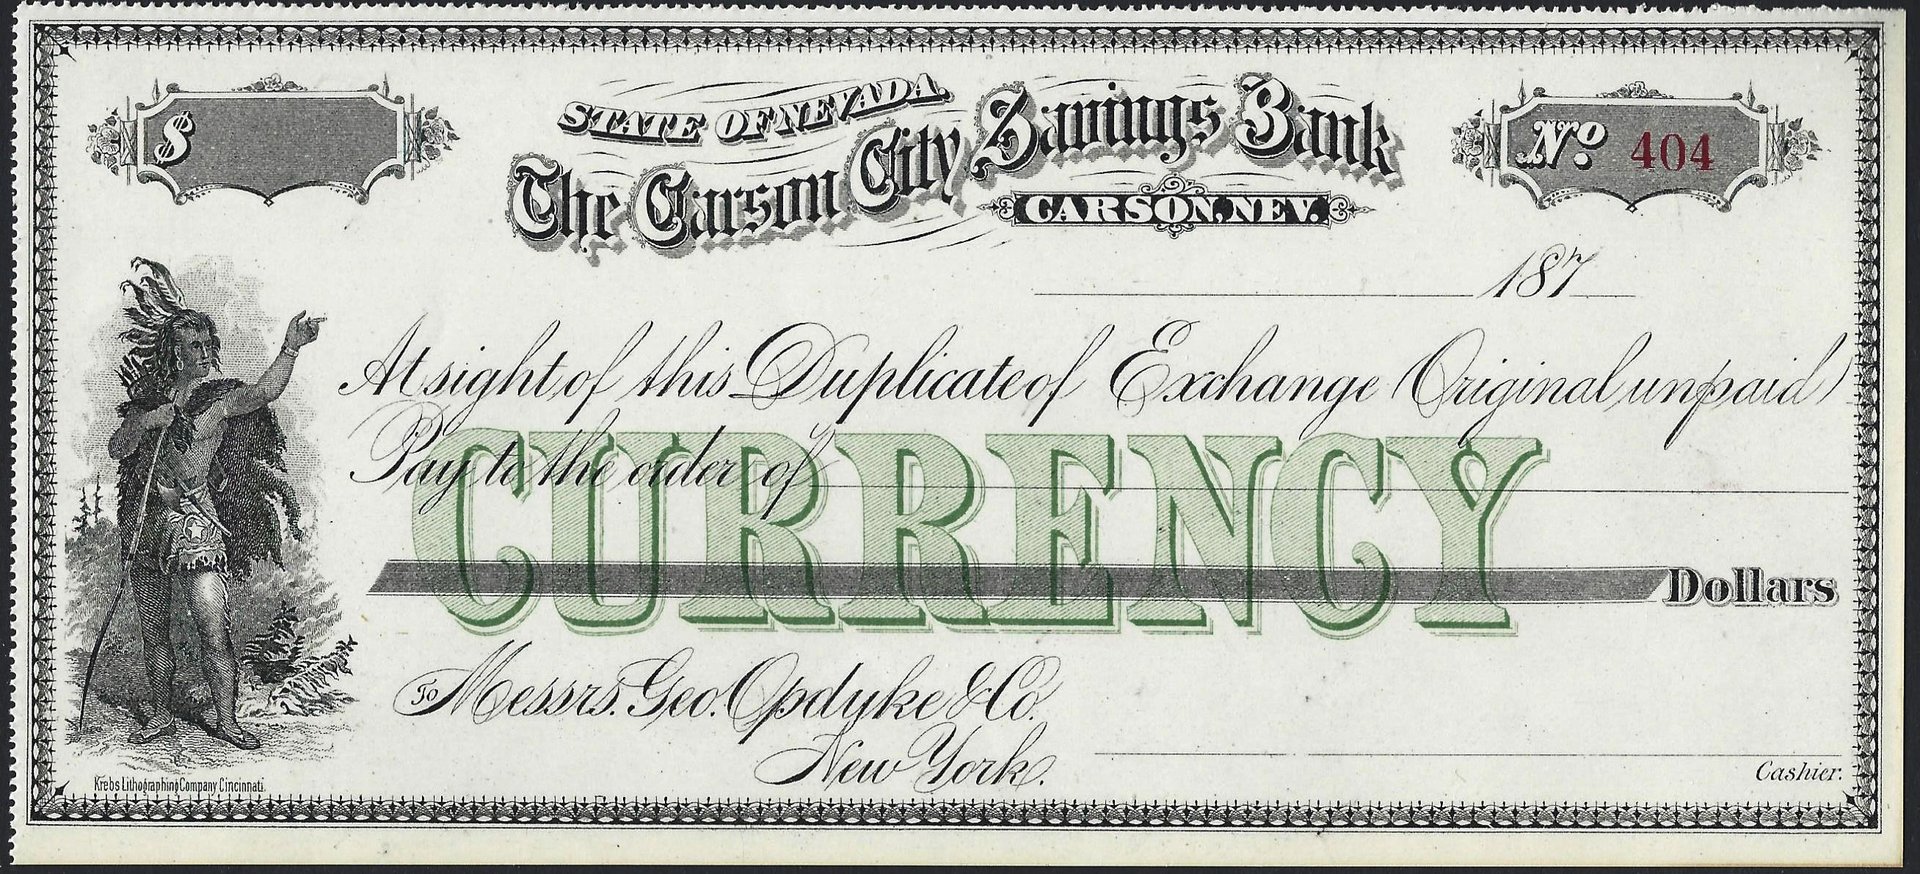 $
STATE OF NEVADA.
The Carson City Savings Bank
CARSON, NEV.
No. 404
187
At sight of this Duplicate of Exchange (Original unpaid)
Pay to the order of
CURRENCY
Dollars
To Messrs. Geo. Opdyke & Co.
New York.
Cashier.
Krebs Lithographing Company Cincinnati.